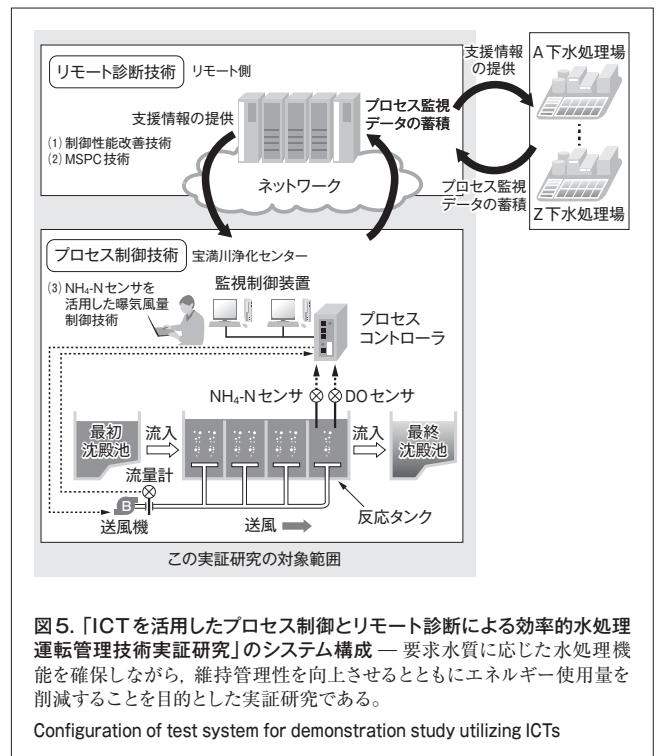 リモート診断技術 リモート側
支援情報の提供
プロセス監視
データの蓄積
(1) 制御性能改善技術
(2) MSPC 技術
ネットワーク
支援情報
の提供
A下水処理場
プロセス監視
データの蓄積
Z下水処理場
プロセス制御技術 宝満川浄化センター
(3) NH₄-Nセンサを
活用した曝気風量
制御技術
監視制御装置
プロセス
コントローラ
NH₄-Nセンサ
DOセンサ
最初
沈殿池
流入
流入
最終
沈殿池
流量計
B
送風機
送風
反応タンク
この実証研究の対象範囲
図5.「ICTを活用したプロセス制御とリモート診断による効率的水処理
運転管理技術実証研究」のシステム構成 — 要求水質に応じた水処理機
能を確保しながら，維持管理性を向上させるとともにエネルギー使用量を
削減することを目的とした実証研究である。
Configuration of test system for demonstration study utilizing ICTs